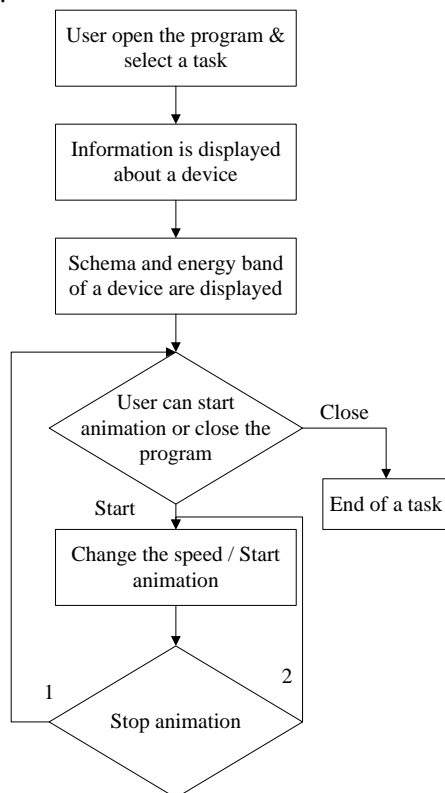 User open the program &
select a task
Information is displayed
about a device
Schema and energy band
of a device are displayed
User can start
animation or close the
program
Close
End of a task
Start
Change the speed / Start
animation
1
2
Stop animation